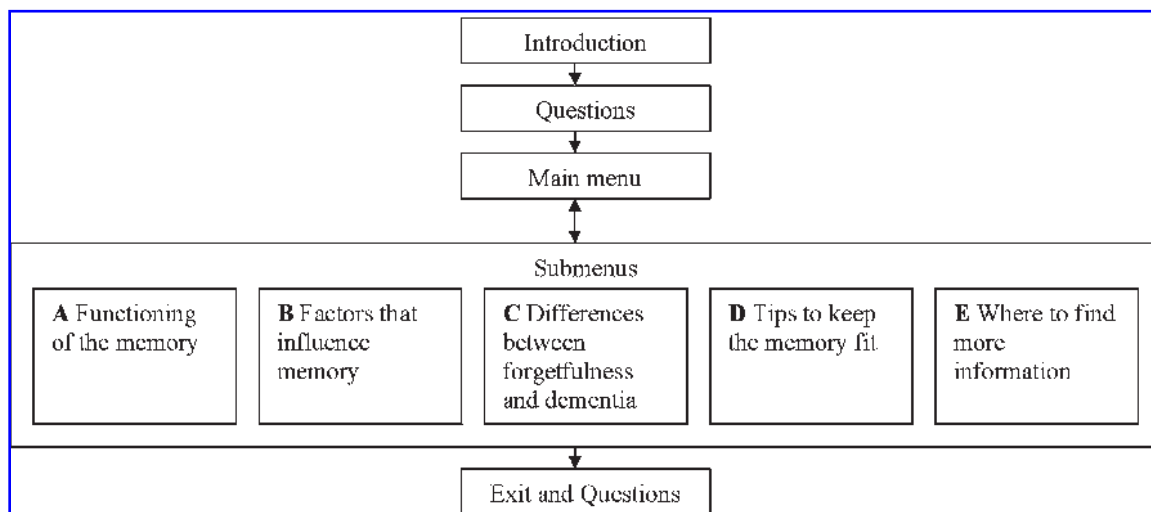 Introduction
Questions
Main menu
Submenus
A Functioning
of the memory
B Factors that
influence
memory
C Differences
between
forgetfulness
and dementia
D Tips to keep
the memory fit
E Where to find
more
information
Exit and Questions